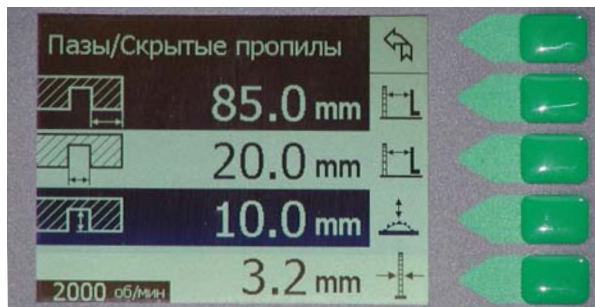 Пазы/Скрытые пропилы
85.0 mm
20.0 mm
10.0 mm
2000 об/мин 3.2 mm